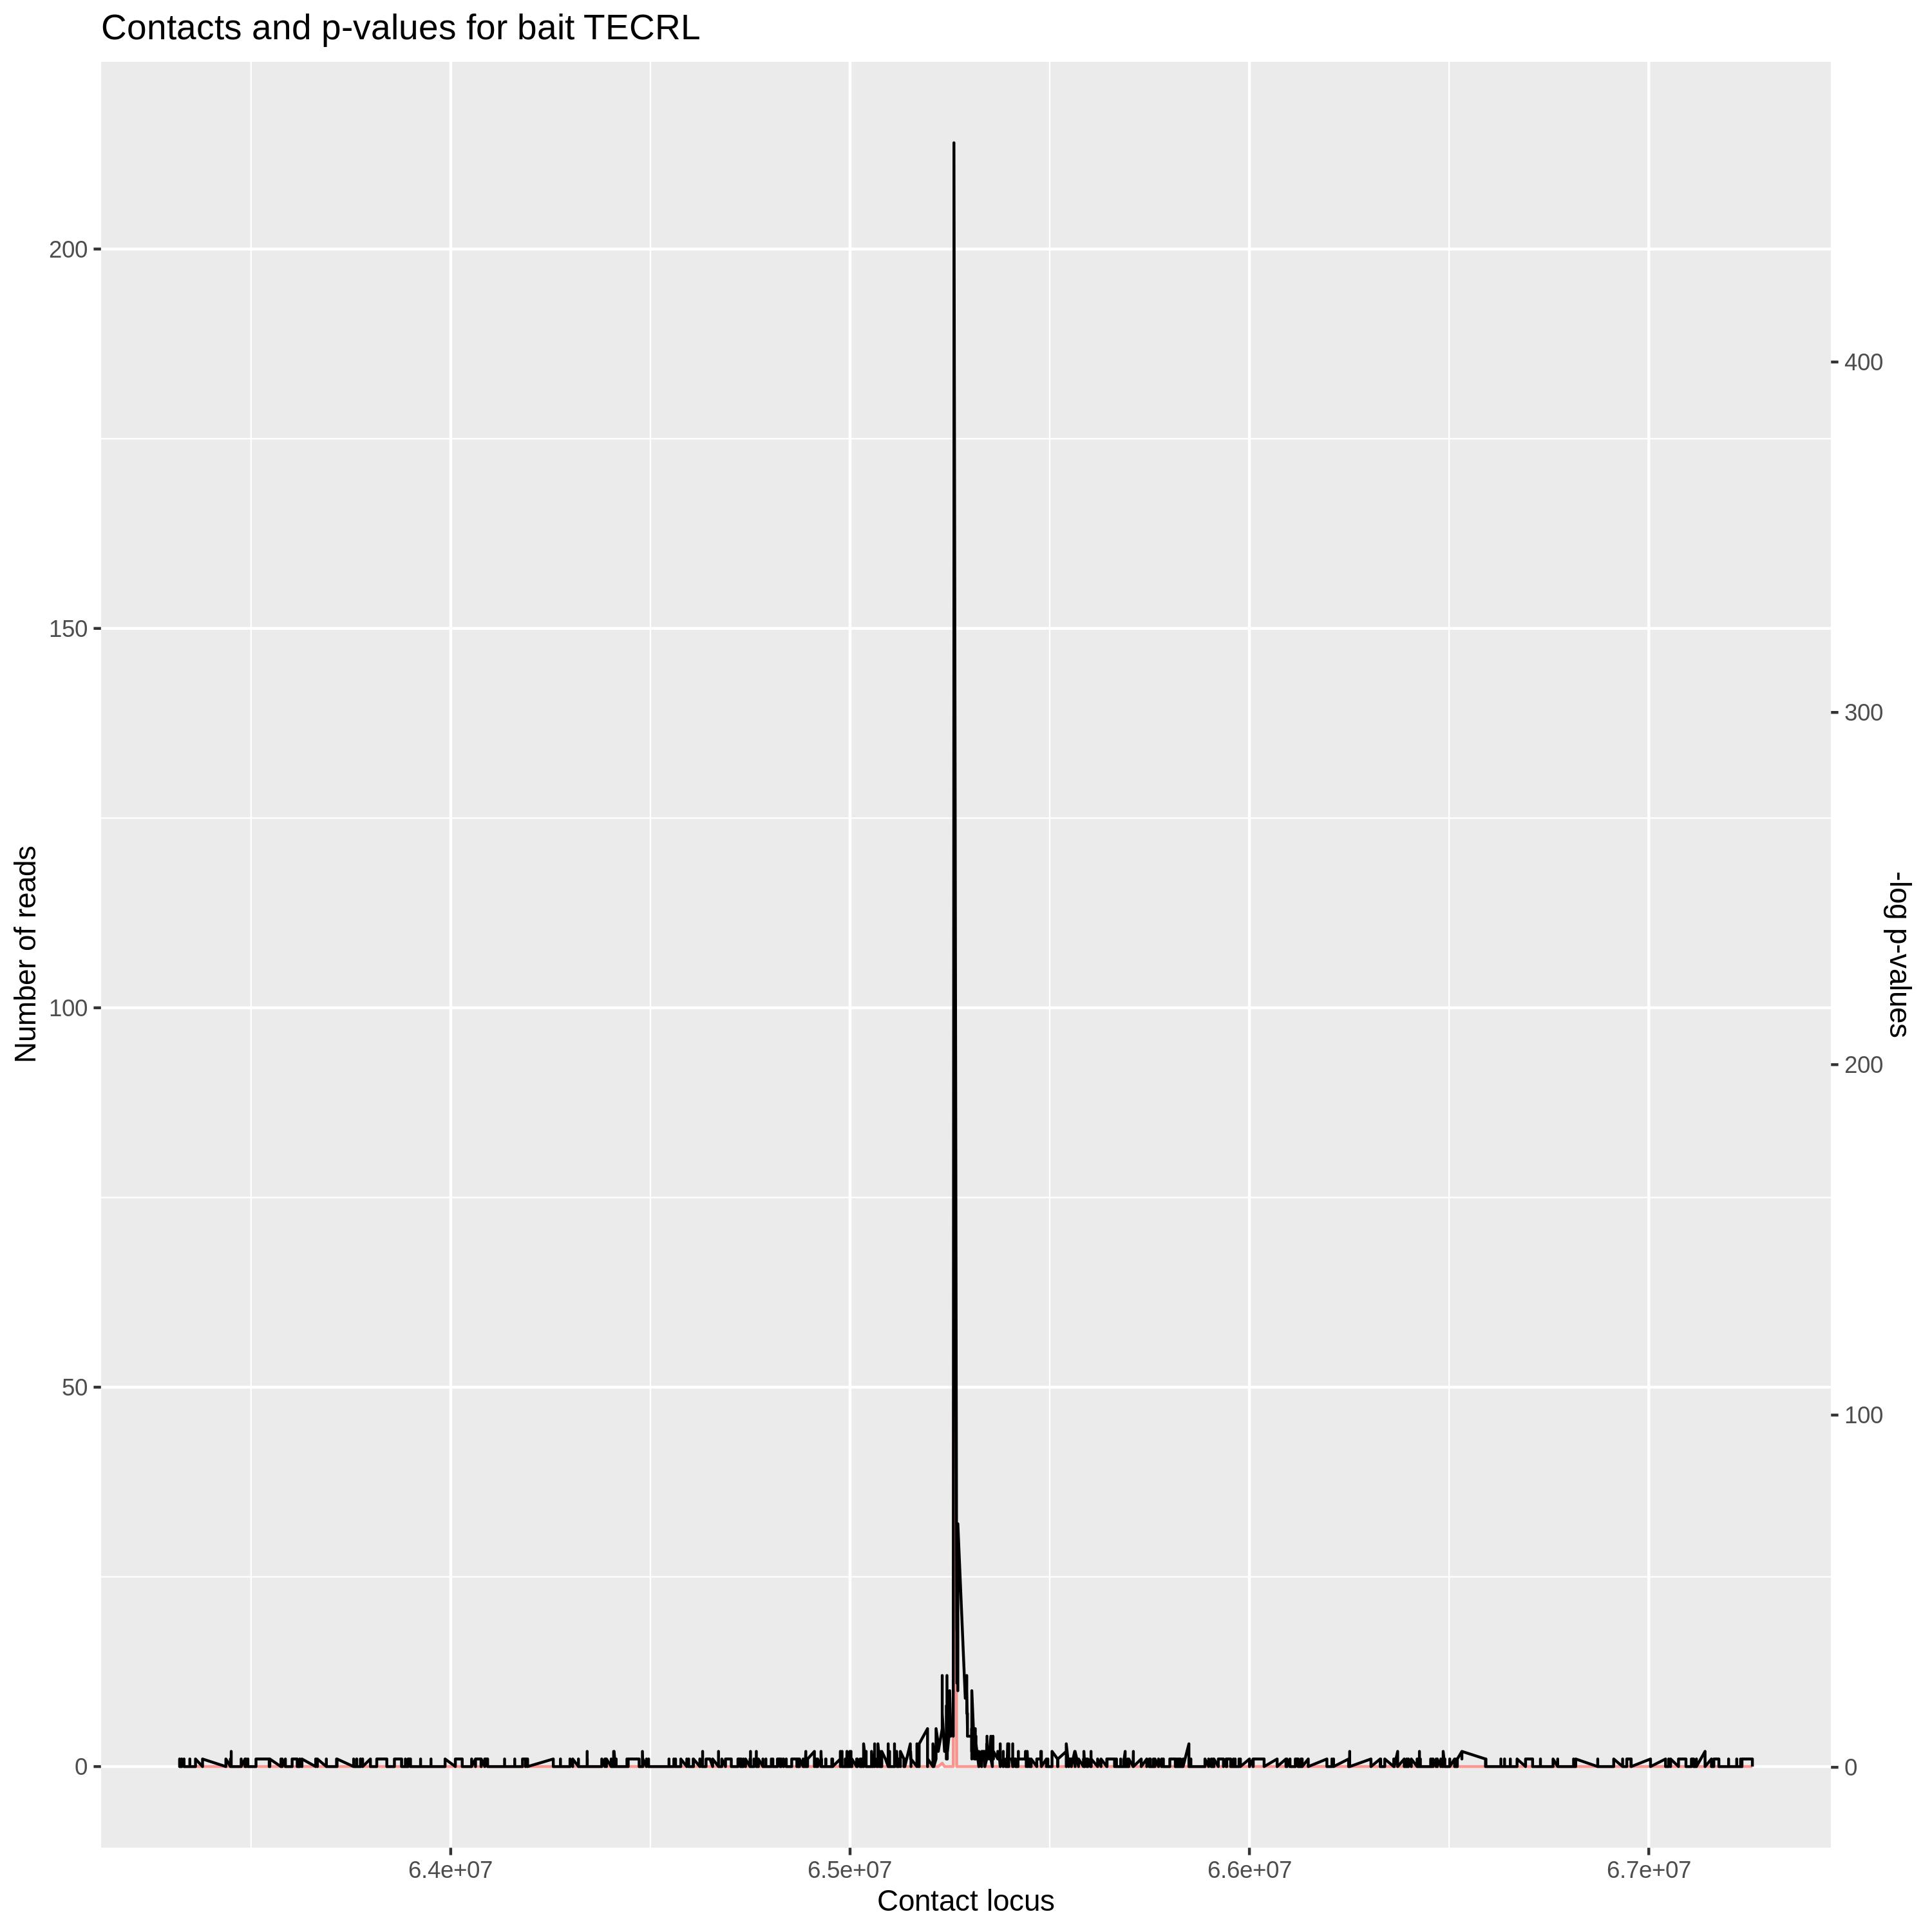 Contacts and p-values for bait TECRL
200
150
100
50
0
Number of reads
400
300
200
100
0
-log p-values
6.4e+07
6.5e+07
6.6e+07
6.7e+07
Contact locus